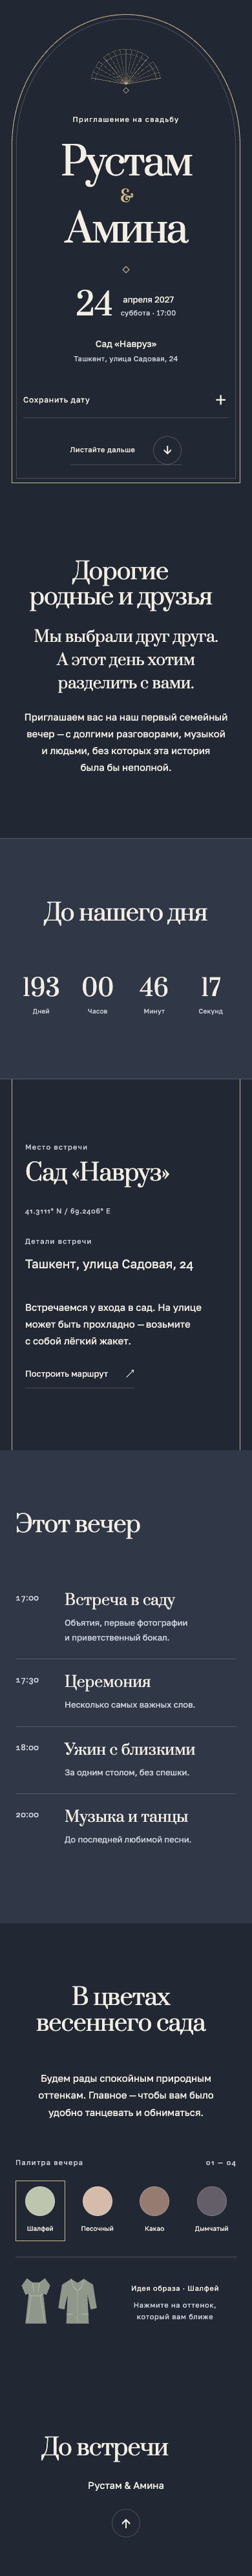 Приглашение на свадьбу
Рустам
&
Амина
24
апреля 2027
суббота · 17:00
Сад «Навруз»
Ташкент, улица Садовая, 24
Сохранить дату
Листайте дальше
Дорогие
родные и друзья
Мы выбрали друг друга.
А этот день хотим
разделить с вами.
Приглашаем вас на наш первый семейный
вечер — с долгими разговорами, музыкой
и людьми, без которых эта история
была бы неполной.
До нашего дня
193 00 46 17
Дней Часов Минут Секунд
Место встречи
Сад «Навруз»
41.3111° N / 69.2406° E
Детали встречи
Ташкент, улица Садовая, 24
Встречаемся у входа в сад. На улице
может быть прохладно — возьмите
с собой лёгкий жакет.
Построить маршрут
Этот вечер
17:00
Встреча в саду
Объятия, первые фотографии
и приветственный бокал.
17:30
Церемония
Несколько самых важных слов.
18:00
Ужин с близкими
За одним столом, без спешки.
20:00
Музыка и танцы
До последней любимой песни.
В цветах
весеннего сада
Будем рады спокойным природным
оттенкам. Главное — чтобы вам было
удобно танцевать и обниматься.
Палитра вечера
01 — 04
Шалфей Песочный Какао Дымчатый
Идея образа · Шалфей
Нажмите на оттенок,
который вам ближе
До встречи
Рустам & Амина